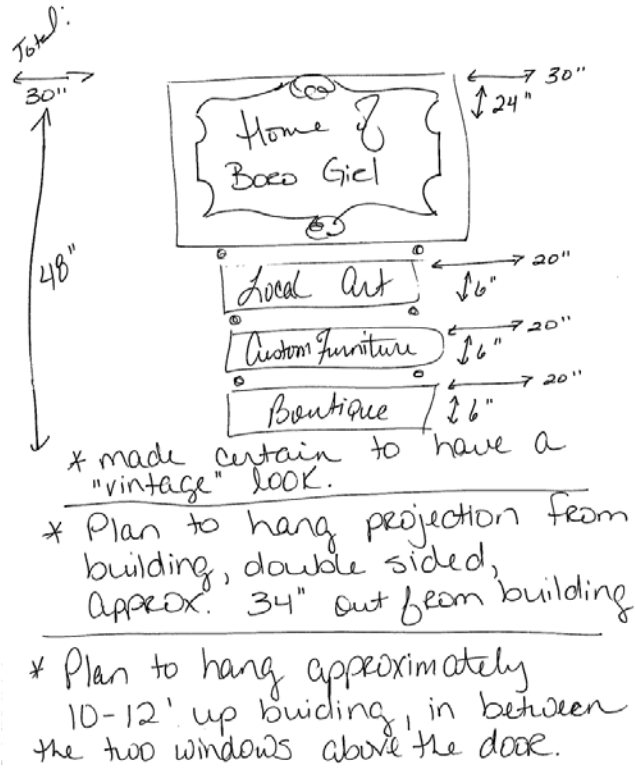 Total:
30"
48"
30"
24"
Home
Boro Girl
Local Art
20"
6"
Custom Furniture
20"
6"
Boutique
20"
6"
* made certain to have a
"vintage" look.
* Plan to hang projection from
building, double sided,
approx. 34" out from building
* Plan to hang approximately
10-12' up buiding, in between
the two windows above the door.